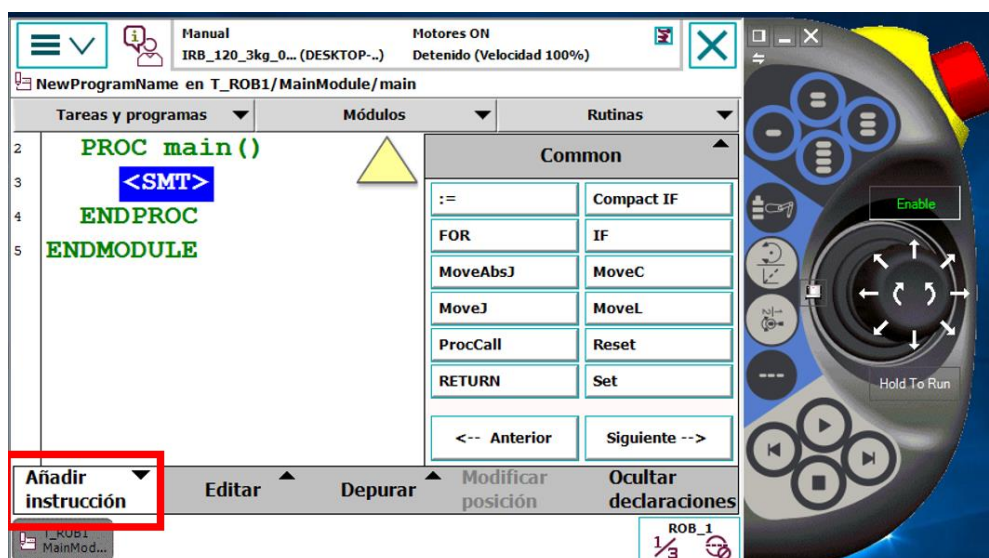 Manual
IRB_120_3kg_0... (DESKTOP-..)
Motores ON
Detenido (Velocidad 100%)
NewProgramName en T_ROB1/MainModule/main
Tareas y programas
Módulos
Rutinas
2 PROC main()
3 <SMT>
4 ENDPROC
5 ENDMODULE
Common
:= Compact IF
FOR IF
MoveAbsJ MoveC
MoveJ MoveL
ProcCall Reset
RETURN Set
<-- Anterior Siguiente -->
Añadir
instrucción
Editar
Depurar
Modificar
posición
Ocultar
declaraciones
T_ROB1
MainMod...
ROB_1
1/3
Enable
Hold To Run